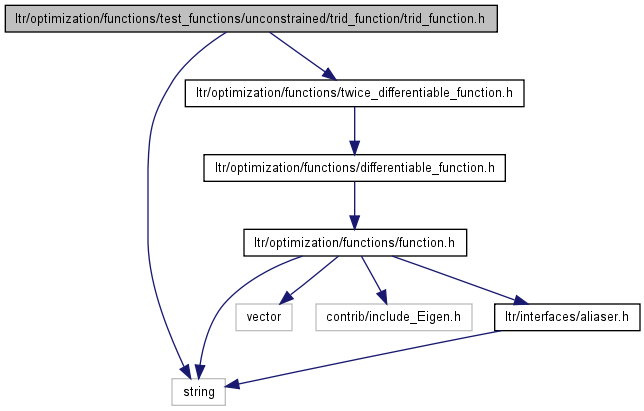 ltr/optimization/functions/test_functions/unconstrained/trid_function/trid_function.h
ltr/optimization/functions/twice_differentiable_function.h
ltr/optimization/functions/differentiable_function.h
ltr/optimization/functions/function.h
vector
contrib/include_Eigen.h
ltr/interfaces/aliaser.h
string